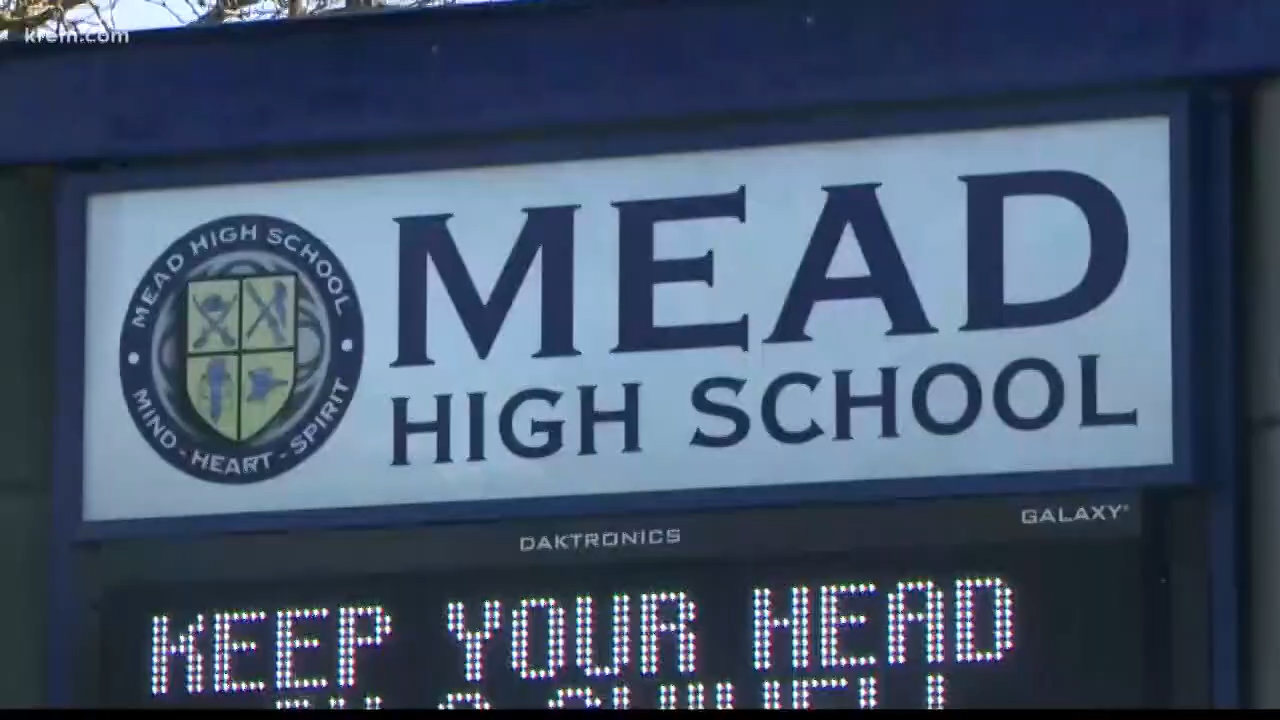 krem.com
MEAD HIGH SCHOOL
MIND - HEART - SPIRIT
MEAD
HIGH SCHOOL
DAKTRONICS
GALAXY
KEEP YOUR HEAD